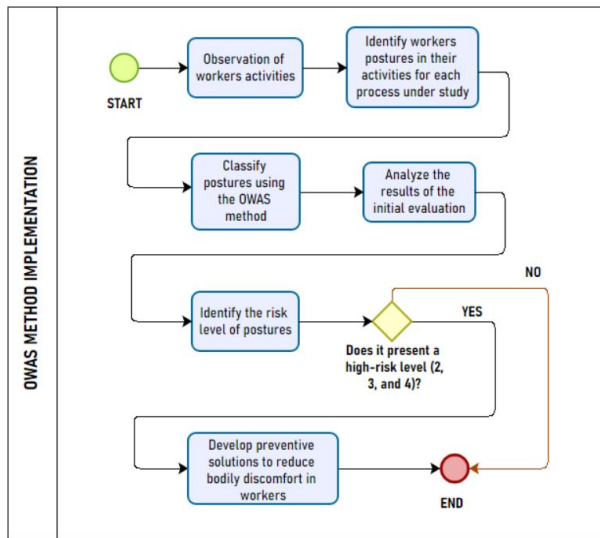 OWAS METHOD IMPLEMENTATION
START
Observation of
workers activities
Identify workers
postures in their
activities for each
process under study
Classify
postures using
the OWAS
method
Analyze the
results of the
initial evaluation
Identify the risk
level of postures
NO
YES
Does it present a
high-risk level (2,
3, and 4)?
Develop preventive
solutions to reduce
bodily discomfort in
workers
END